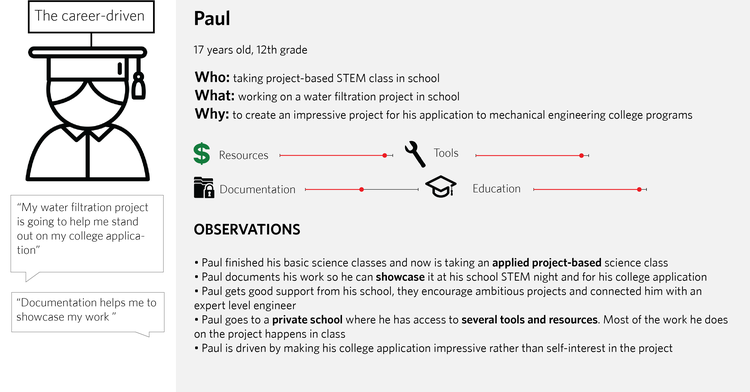 The career-driven
"My water filtration project
is going to help me stand
out on my college applica-
tion"
"Documentation helps me to
showcase my work "
Paul
17 years old, 12th grade
Who: taking project-based STEM class in school
What: working on a water filtration project in school
Why: to create an impressive project for his application to mechanical engineering college programs
$ Resources
Tools
Documentation
Education
OBSERVATIONS
• Paul finished his basic science classes and now is taking an applied project-based science class
• Paul documents his work so he can showcase it at his school STEM night and for his college application
• Paul gets good support from his school, they encourage ambitious projects and connected him with an
expert level engineer
• Paul goes to a private school where he has access to several tools and resources. Most of the work he does
on the project happens in class
• Paul is driven by making his college application impressive rather than self-interest in the project